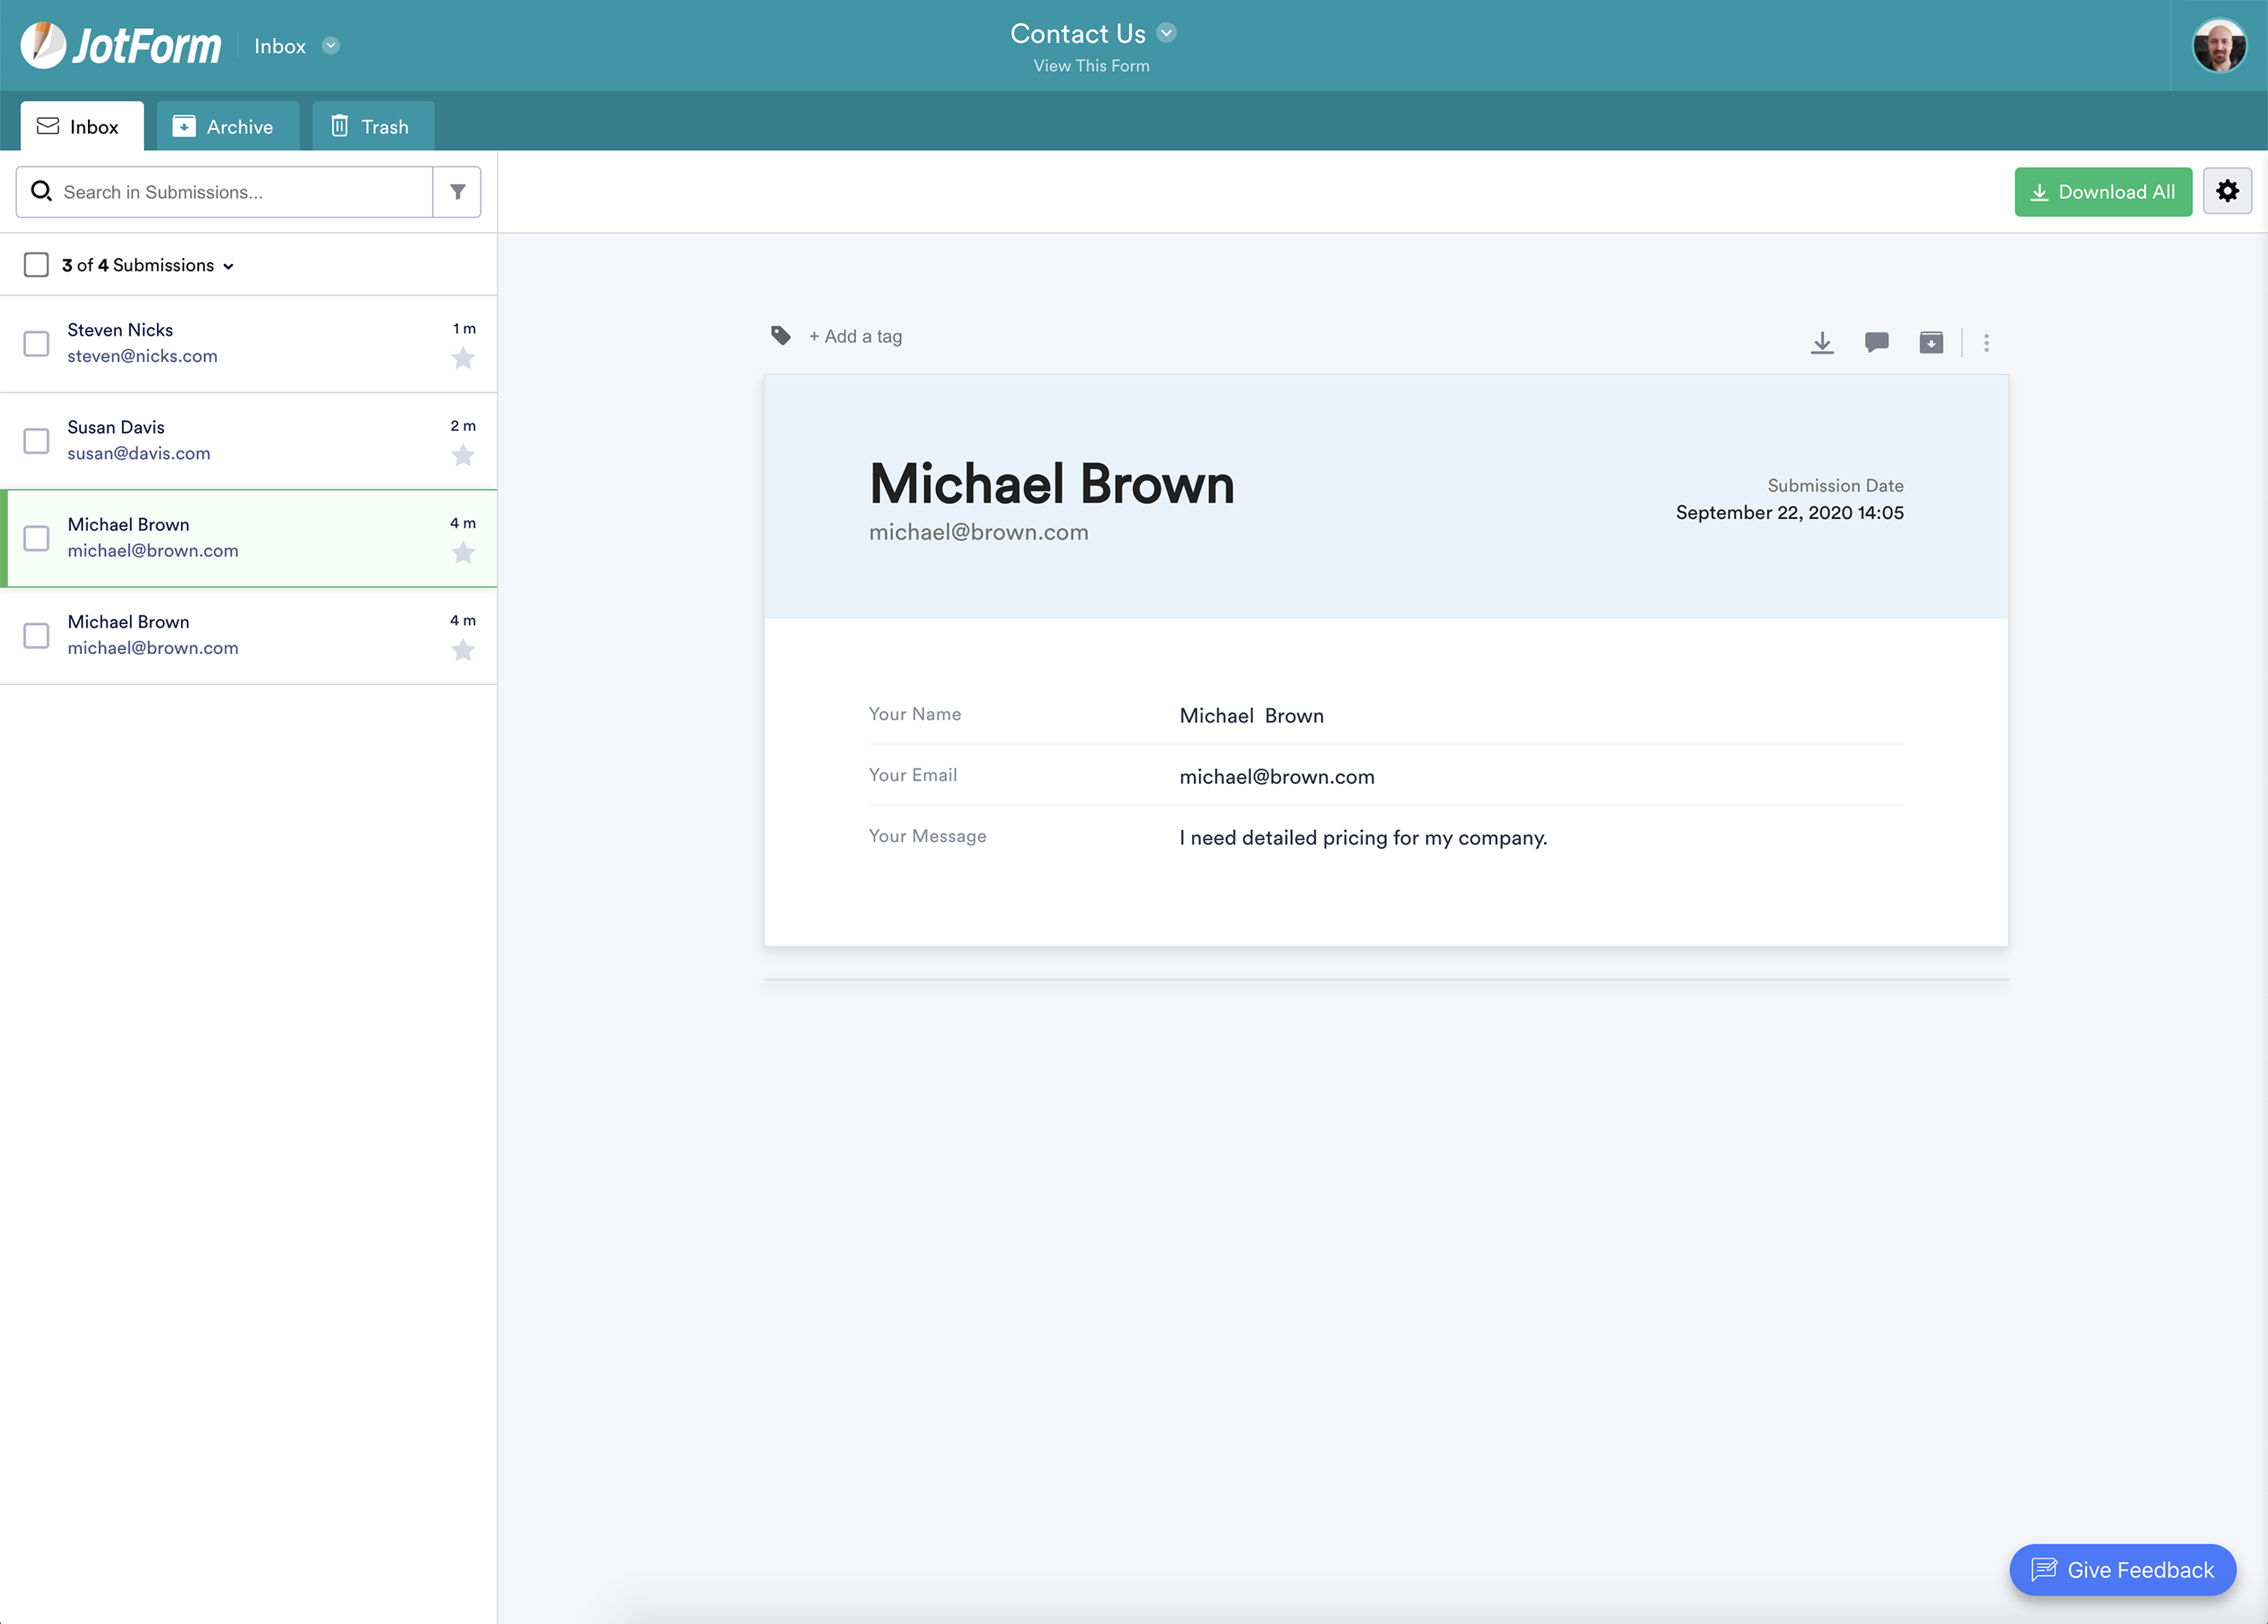 JotForm
Inbox
Contact Us
View This Form
Inbox
Archive
Trash
Search in Submissions...
Download All
3 of 4 Submissions
Steven Nicks
1 m
steven@nicks.com
Susan Davis
2 m
susan@davis.com
Michael Brown
4 m
michael@brown.com
Michael Brown
4 m
michael@brown.com
+ Add a tag
Michael Brown
michael@brown.com
Submission Date
September 22, 2020 14:05
Your Name
Michael Brown
Your Email
michael@brown.com
Your Message
I need detailed pricing for my company.
Give Feedback